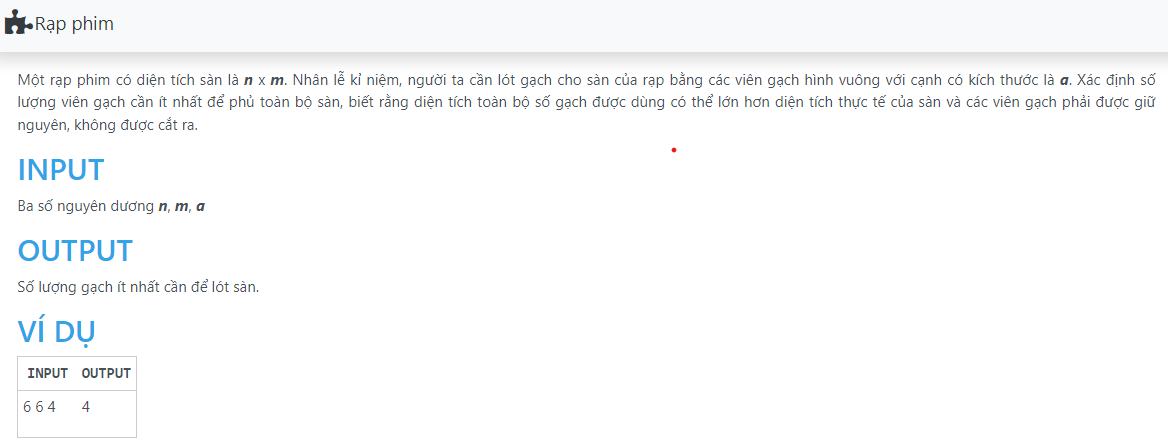 Rạp phim
Một rạp phim có diện tích sàn là n x m. Nhân lễ kỉ niệm, người ta cần lót gạch cho sàn của rạp bằng các viên gạch hình vuông với cạnh có kích thước là a. Xác định số
lượng viên gạch cần ít nhất để phủ toàn bộ sàn, biết rằng diện tích toàn bộ số gạch được dùng có thể lớn hơn diện tích thực tế của sàn và các viên gạch phải được giữ
nguyên, không được cắt ra.
INPUT
Ba số nguyên dương n, m, a
OUTPUT
Số lượng gạch ít nhất cần để lót sàn.
VÍ DỤ
INPUT OUTPUT
6 6 4 4